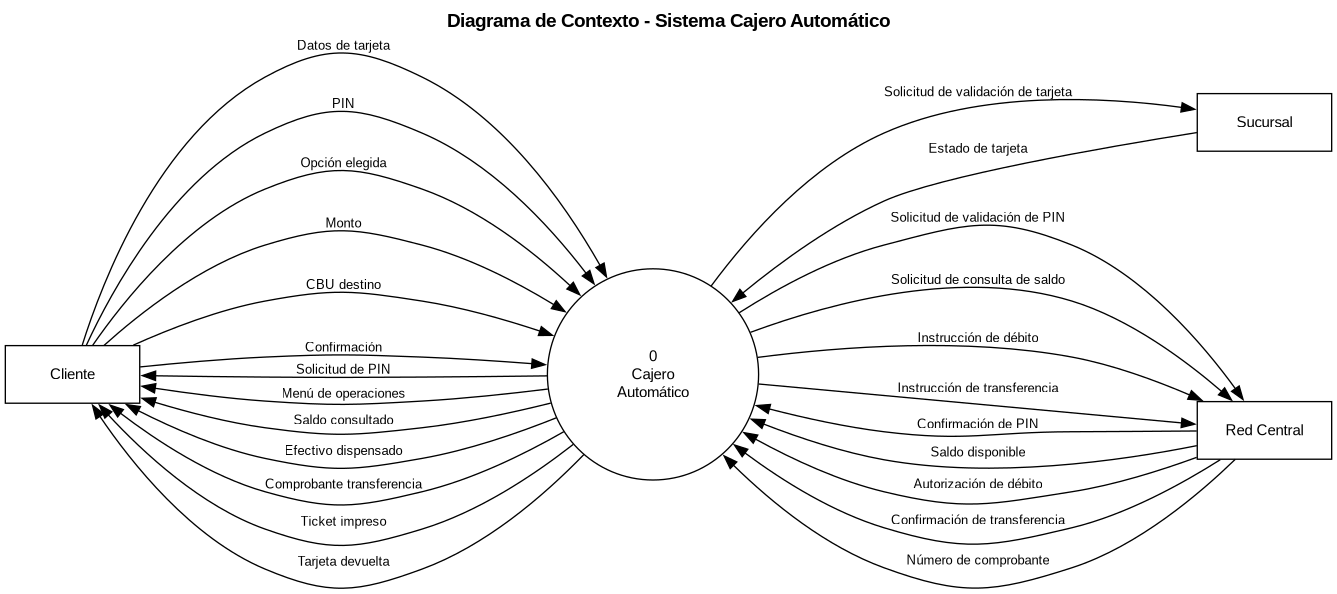 Diagrama de Contexto - Sistema Cajero Automático
Datos de tarjeta
PIN
Opción elegida
Monto
CBU destino
Confirmación
Solicitud de PIN
Menú de operaciones
Saldo consultado
Efectivo dispensado
Comprobante transferencia
Ticket impreso
Tarjeta devuelta
Cliente
0
Cajero
Automático
Solicitud de validación de tarjeta
Estado de tarjeta
Solicitud de validación de PIN
Solicitud de consulta de saldo
Instrucción de débito
Instrucción de transferencia
Confirmación de PIN
Saldo disponible
Autorización de débito
Confirmación de transferencia
Número de comprobante
Sucursal
Red Central